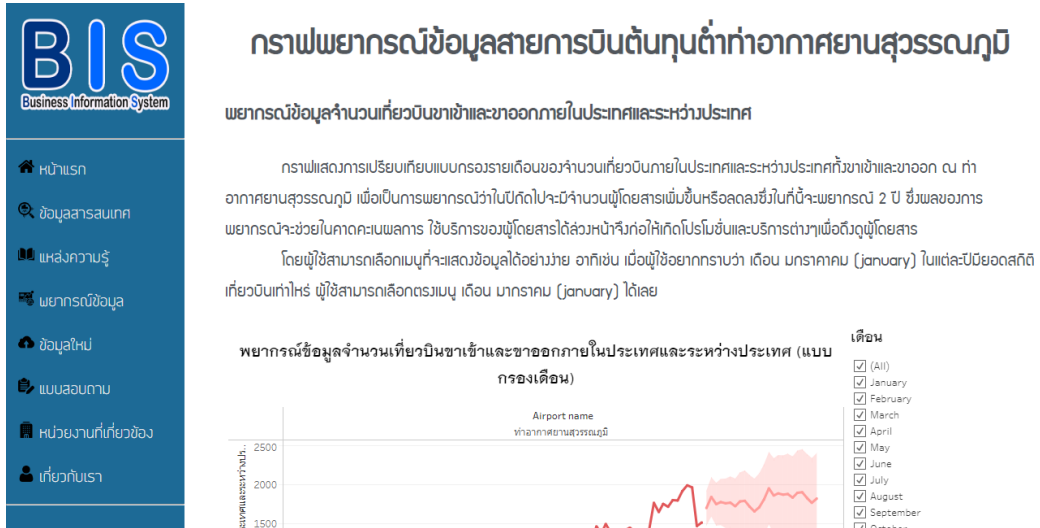 BIS
Business Information System
หน้าแรก
ข้อมูลสารสนเทศ
แหล่งความรู้
พยากรณ์ข้อมูล
ข้อมูลใหม่
แบบสอบถาม
หน่วยงานที่เกี่ยวข้อง
เกี่ยวกับเรา
กราฟพยากรณ์ข้อมูลสายการบินต้นทุนต่ำท่าอากาศยานสุวรรณภูมิ
พยากรณ์ข้อมูลจำนวนเที่ยวบินขาเข้าและขาออกภายในประเทศและระหว่างประเทศ
กราฟแสดงการเปรียบเทียบแบบกรองรายเดือนของจำนวนเที่ยวบินภายในประเทศและระหว่างประเทศทั้งขาเข้าและขาออก ณ ท่า
อากาศยานสุวรรณภูมิ เพื่อเป็นการพยากรณ์ว่าในปีถัดไปจะมีจำนวนผู้โดยสารเพิ่มขึ้นหรือลดลงซึ่งในที่นี้จะพยากรณ์ 2 ปี ซึ่งผลของการ
พยากรณ์จะช่วยในคาดคะเนผลการ ใช้บริการของผู้โดยสารได้ล่วงหน้าจึงก่อให้เกิดโปรโมชั่นและบริการต่างๆเพื่อดึงดูผู้โดยสาร
โดยผู้ใช้สามารถเลือกเมนูที่จะแสดงข้อมูลได้อย่างง่าย อาทิเช่น เมื่อผู้ใช้อยากทราบว่า เดือน มกราคาคม (january) ในแต่ละปีมียอดสถิติ
เที่ยวบินเท่าไหร่ ผู้ใช้สามารถเลือกตรงเมนู เดือน มากราคม (january) ได้เลย
พยากรณ์ข้อมูลจำนวนเที่ยวบินขาเข้าและขาออกภายในประเทศและระหว่างประเทศ (แบบ
กรองเดือน)
Airport name
ท่าอากาศยานสุวรรณภูมิ
2500
2000
1500
เดือน
(All)
January
February
March
April
May
June
July
August
September
October